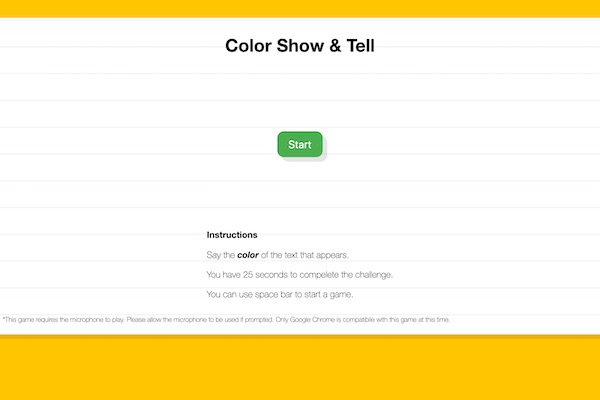 Color Show & Tell
Start
Instructions
Say the color of the text that appears.
You have 25 seconds to compelete the challenge.
You can use space bar to start a game.
*This game requires the microphone to play. Please allow the microphone to be used if prompted. Only Google Chrome is compatibile with this game at this time.